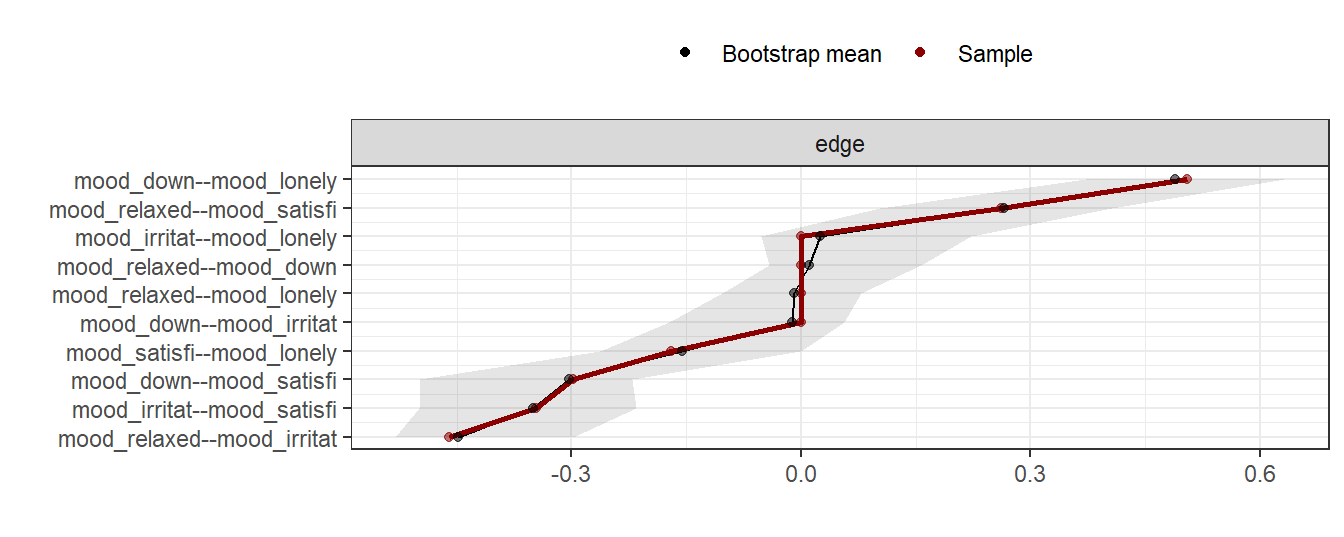 Bootstrap mean Sample
edge
mood_down--mood_lonely
mood_relaxed--mood_satisfi
mood_irritat--mood_lonely
mood_relaxed--mood_down
mood_relaxed--mood_lonely
mood_down--mood_irritat
mood_satisfi--mood_lonely
mood_down--mood_satisfi
mood_irritat--mood_satisfi
mood_relaxed--mood_irritat
-0.3 0.0 0.3 0.6